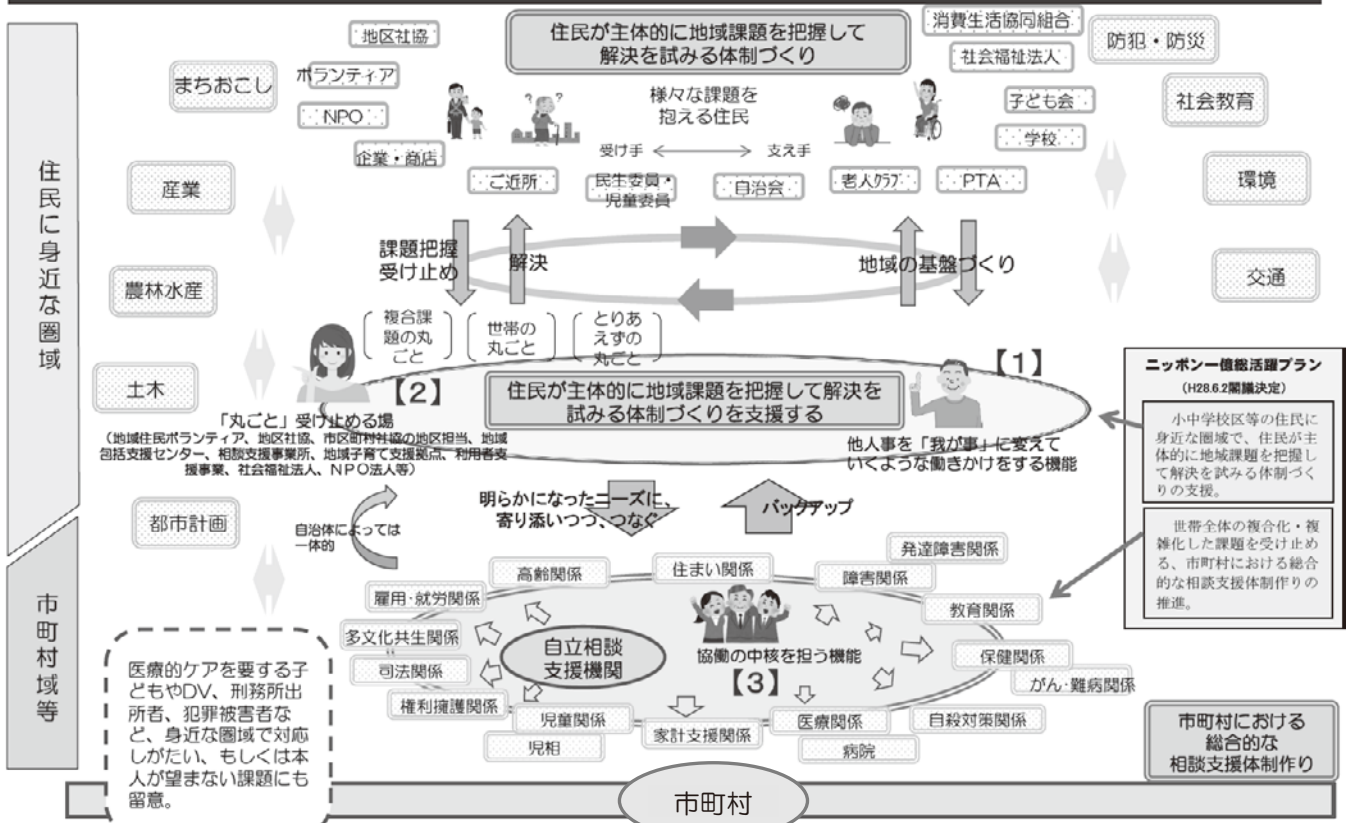 住民が主体的に地域課題を把握して
解決を試みる体制づくり
地区社協
消費生活協同組合
防犯・防災
社会福祉法人
まちおこし
ボランティア
様々な課題を
抱える住民
子ども会
社会教育
NPO
学校
企業・商店
受け手
支え手
産業
ご近所
民生委員・
児童委員
自治会
老人クラブ
PTA
環境
住民に身近な圏域
課題把握
受け止め
解決
地域の基盤づくり
農林水産
交通
複合課
題の丸
ごと
世帯の
丸ごと
とりあ
えずの
丸ごと
土木
【2】
【1】
住民が主体的に地域課題を把握して解決を
試みる体制づくりを支援する
「丸ごと」受け止める場
（地域住民ボランティア、地区社協、市区町村社協の地区担当、地域
包括支援センター、相談支援事業所、地域子育て支援拠点、利用者支
援事業、社会福祉法人、NPO法人等）
他人事を「我が事」に変えて
いくような働きかけをする機能
ニッポン一億総活躍プラン
（H28.6.2閣議決定）
小中学校区等の住民に
身近な圏域で、住民が主
体的に地域課題を把握し
て解決を試みる体制づく
りの支援。
世帯全体の複合化・複
雑化した課題を受け止め
る、市町村における総合
的な相談支援体制作りの
推進。
都市計画
自治体によっては
一体的
明らかになったニーズに、
寄り添いつつ、つなぐ
バックアップ
市町村域等
高齢関係
住まい関係
障害関係
発達障害関係
雇用・就労関係
教育関係
多文化共生関係
自立相談
支援機関
協働の中核を担う機能
【3】
保健関係
司法関係
がん・難病関係
権利擁護関係
児童関係
家計支援関係
医療関係
自殺対策関係
児相
病院
医療的ケアを要する子
どもやDV、刑務所出
所者、犯罪被害者な
ど、身近な圏域で対応
しがたい、もしくは本
人が望まない課題にも
留意。
市町村における
総合的な
相談支援体制作り
市町村